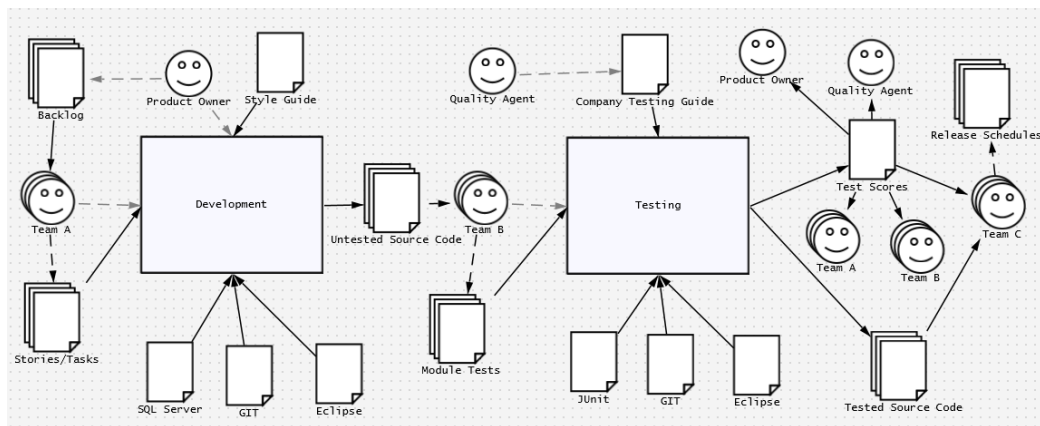 Backlog
Product Owner
Style Guide
Quality Agent
Company Testing Guide
Product Owner
Quality Agent
Release Schedules
Team A
Development
Untested Source Code
Team B
Testing
Test Scores
Team A
Team B
Team C
Stories/Tasks
SQL Server
GIT
Eclipse
Module Tests
JUnit
GIT
Eclipse
Tested Source Code